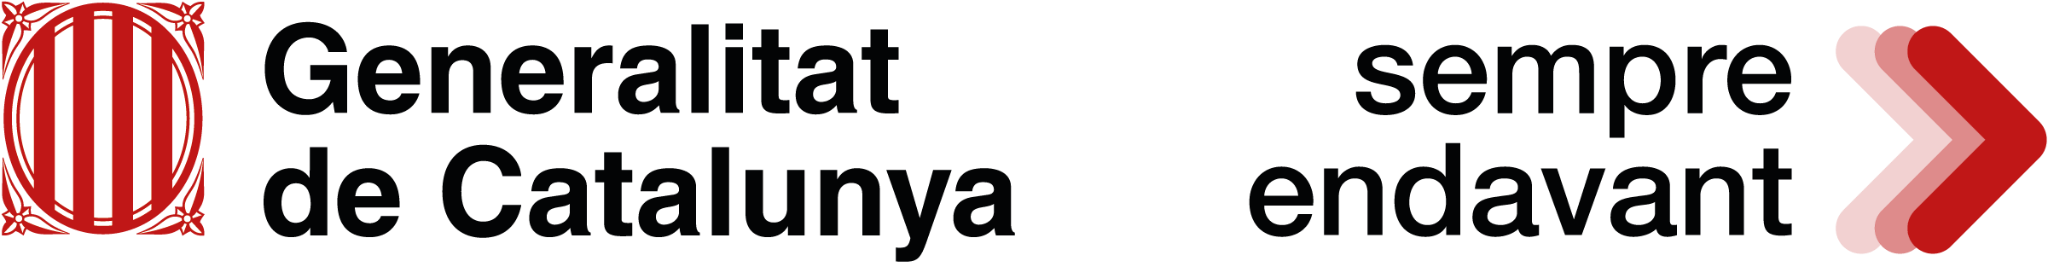 Generalitat
de Catalunya
sempre
endavant